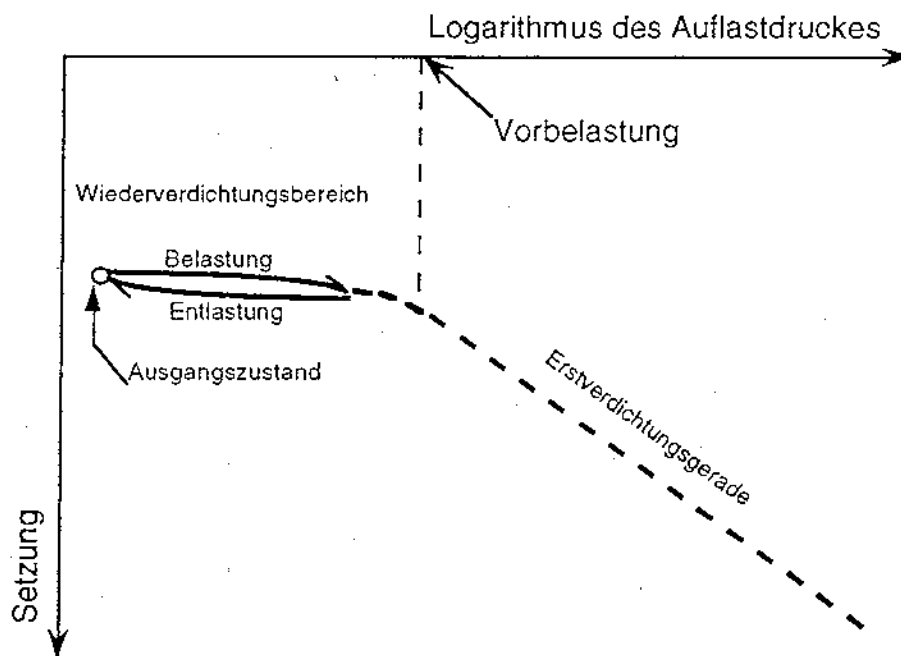 Logarithmus des Auflastdruckes
Vorbelastung
Wiederverdichtungsbereich
Belastung
Entlastung
Ausgangszustand
Erstverdichtungsgerade
Setzung